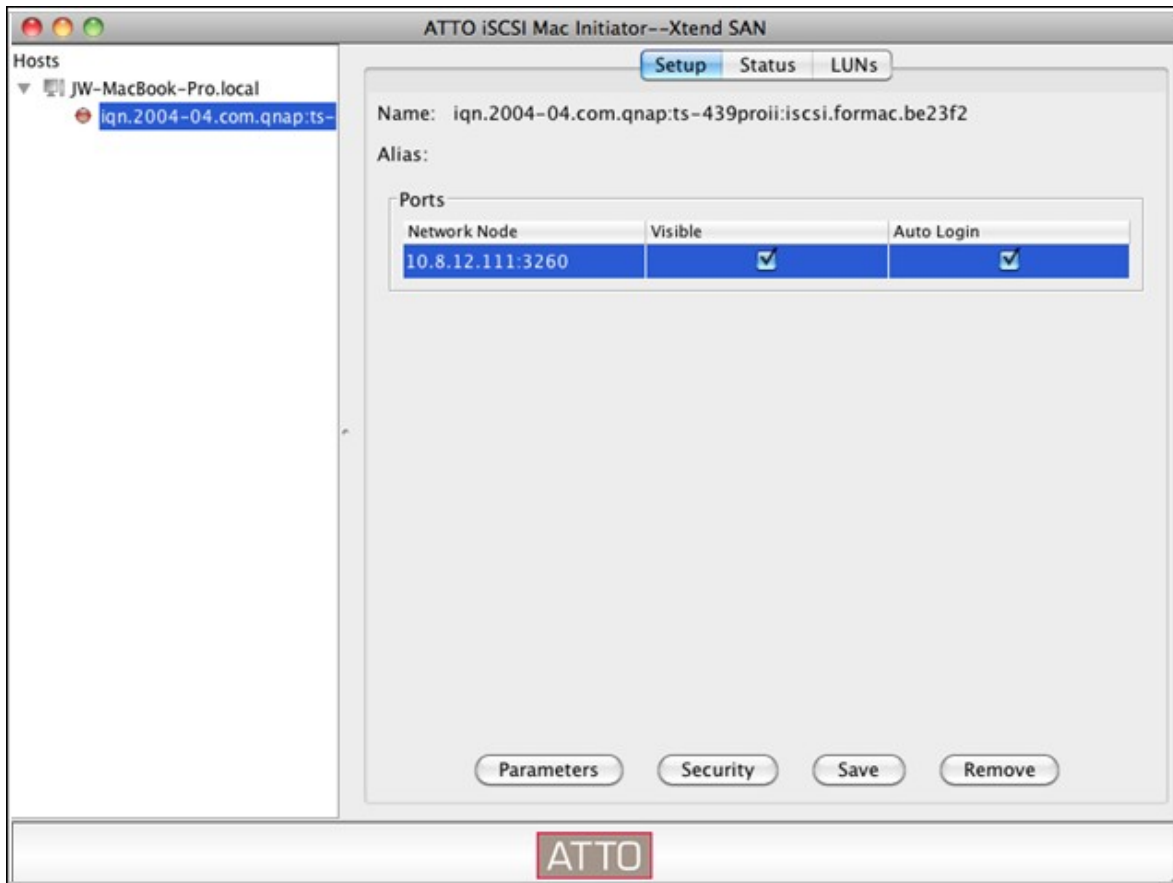 ATTO iSCSI Mac Initiator--Xtend SAN
Hosts
JW-MacBook-Pro.local
iqn.2004-04.com.qnap:ts-
Setup Status LUNs
Name: iqn.2004-04.com.qnap:ts-439proii:iscsi.formac.be23f2
Alias:
Ports
Network Node Visible Auto Login
10.8.12.111:3260
Parameters Security Save Remove
ATTO